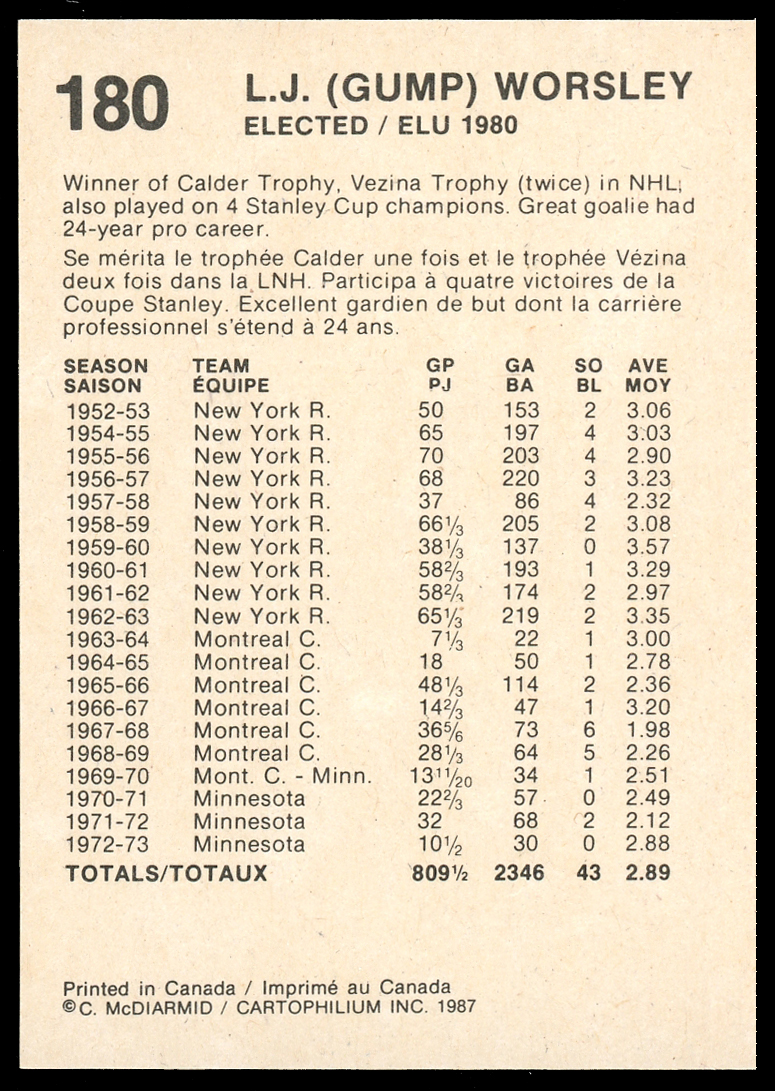 180 L.J. (GUMP) WORSLEY
ELECTED / ELU 1980
Winner of Calder Trophy, Vezina Trophy (twice) in NHL;
also played on 4 Stanley Cup champions. Great goalie had
24-year pro career.
Se mérita le trophée Calder une fois et le trophée Vézina
deux fois dans la LNH. Participa à quatre victoires de la
Coupe Stanley. Excellent gardien de but dont la carrière
professionnel s'étend à 24 ans.
SEASON TEAM GP GA SO AVE
SAISON ÉQUIPE PJ BA BL MOY
1952-53 New York R. 50 153 2 3.06
1954-55 New York R. 65 197 4 3.03
1955-56 New York R. 70 203 4 2.90
1956-57 New York R. 68 220 3 3.23
1957-58 New York R. 37 86 4 2.32
1958-59 New York R. 66⅓ 205 2 3.08
1959-60 New York R. 38⅓ 137 0 3.57
1960-61 New York R. 58⅔ 193 1 3.29
1961-62 New York R. 58⅔ 174 2 2.97
1962-63 New York R. 65⅓ 219 2 3.35
1963-64 Montreal C. 7⅓ 22 1 3.00
1964-65 Montreal C. 18 50 1 2.78
1965-66 Montreal C. 48⅓ 114 2 2.36
1966-67 Montreal C. 14⅔ 47 1 3.20
1967-68 Montreal C. 36⅚ 73 6 1.98
1968-69 Montreal C. 28⅓ 64 5 2.26
1969-70 Mont. C. - Minn. 13¹¹⁄₂₀ 34 1 2.51
1970-71 Minnesota 22⅔ 57 0 2.49
1971-72 Minnesota 32 68 2 2.12
1972-73 Minnesota 10½ 30 0 2.88
TOTALS/TOTAUX 809½ 2346 43 2.89
Printed in Canada / Imprimé au Canada
©C. McDIARMID / CARTOPHILIUM INC. 1987